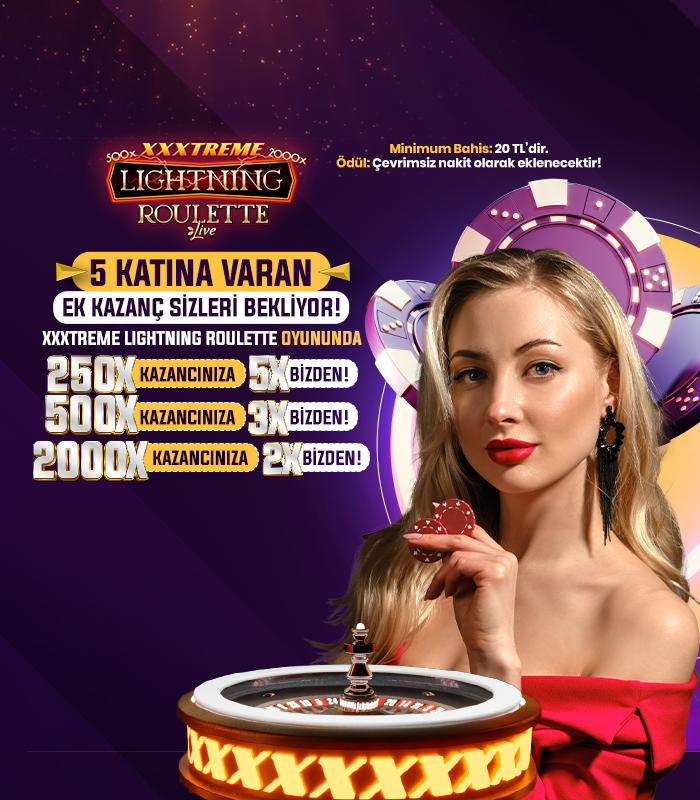 Minimum Bahis: 20 TL'dir.
Ödül: Çevrimsiz nakit olarak eklenecektir!
500x XXXTREME 2000x
LIGHTNING
ROULETTE
Live
5 KATINA VARAN
EK KAZANÇ SİZLERİ BEKLİYOR!
XXXTREME LIGHTNING ROULETTE OYUNUNDA
250X KAZANCINIZA 5X BİZDEN!
500X KAZANCINIZA 3X BİZDEN!
2000X KAZANCINIZA 2X BİZDEN!
XXXXXXXX